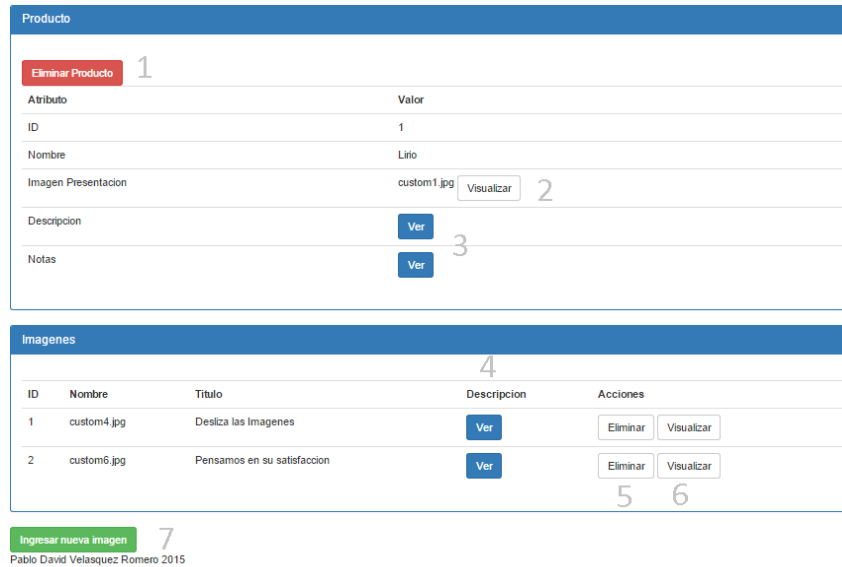 Producto
Eliminar Producto 1
Atributo Valor
ID 1
Nombre Lirio
Imagen Presentacion custom1.jpg Visualizar 2
Descripcion Ver
3
Notas Ver
Imagenes
4
ID Nombre Titulo Descripcion Acciones
1 custom4.jpg Desliza las Imagenes Ver Eliminar Visualizar
2 custom6.jpg Pensamos en su satisfaccion Ver Eliminar Visualizar
5 6
Ingresar nueva imagen 7
Pablo David Velasquez Romero 2015